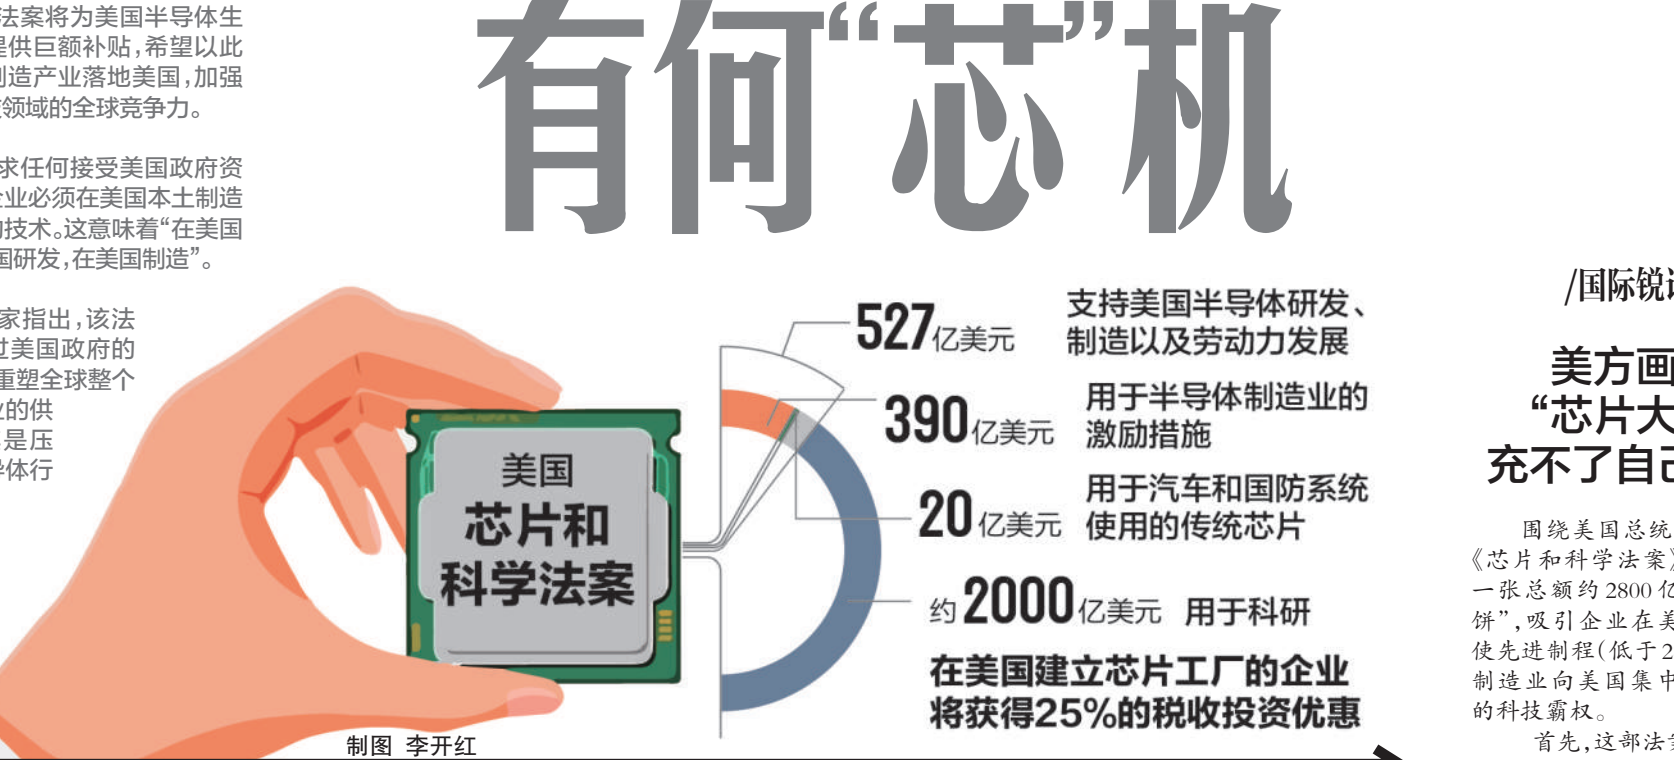 有何“芯”机
法案将为美国半导体生
提供巨额补贴，希望以此
制造产业落地美国，加强
领域的全球竞争力。
求任何接受美国政府资
企业必须在美国本土制造
的技术。这意味着“在美国
国研发，在美国制造”。
家指出，该法
过美国政府的
重塑全球整个
业的供
是压
导体行
美国
芯片和
科学法案
527亿美元
支持美国半导体研发、
制造以及劳动力发展
390亿美元
用于半导体制造业的
激励措施
20亿美元
用于汽车和国防系统
使用的传统芯片
约2000亿美元 用于科研
在美国建立芯片工厂的企业
将获得25%的税收投资优惠
制图 李开红
/国际锐评
美方画
“芯片大
充不了自己
围绕美国总统
《芯片和科学法案》
一张总额约2800亿
饼”，吸引企业在美
使先进制程（低于2
制造业向美国集中
的科技霸权。
首先，这部法案